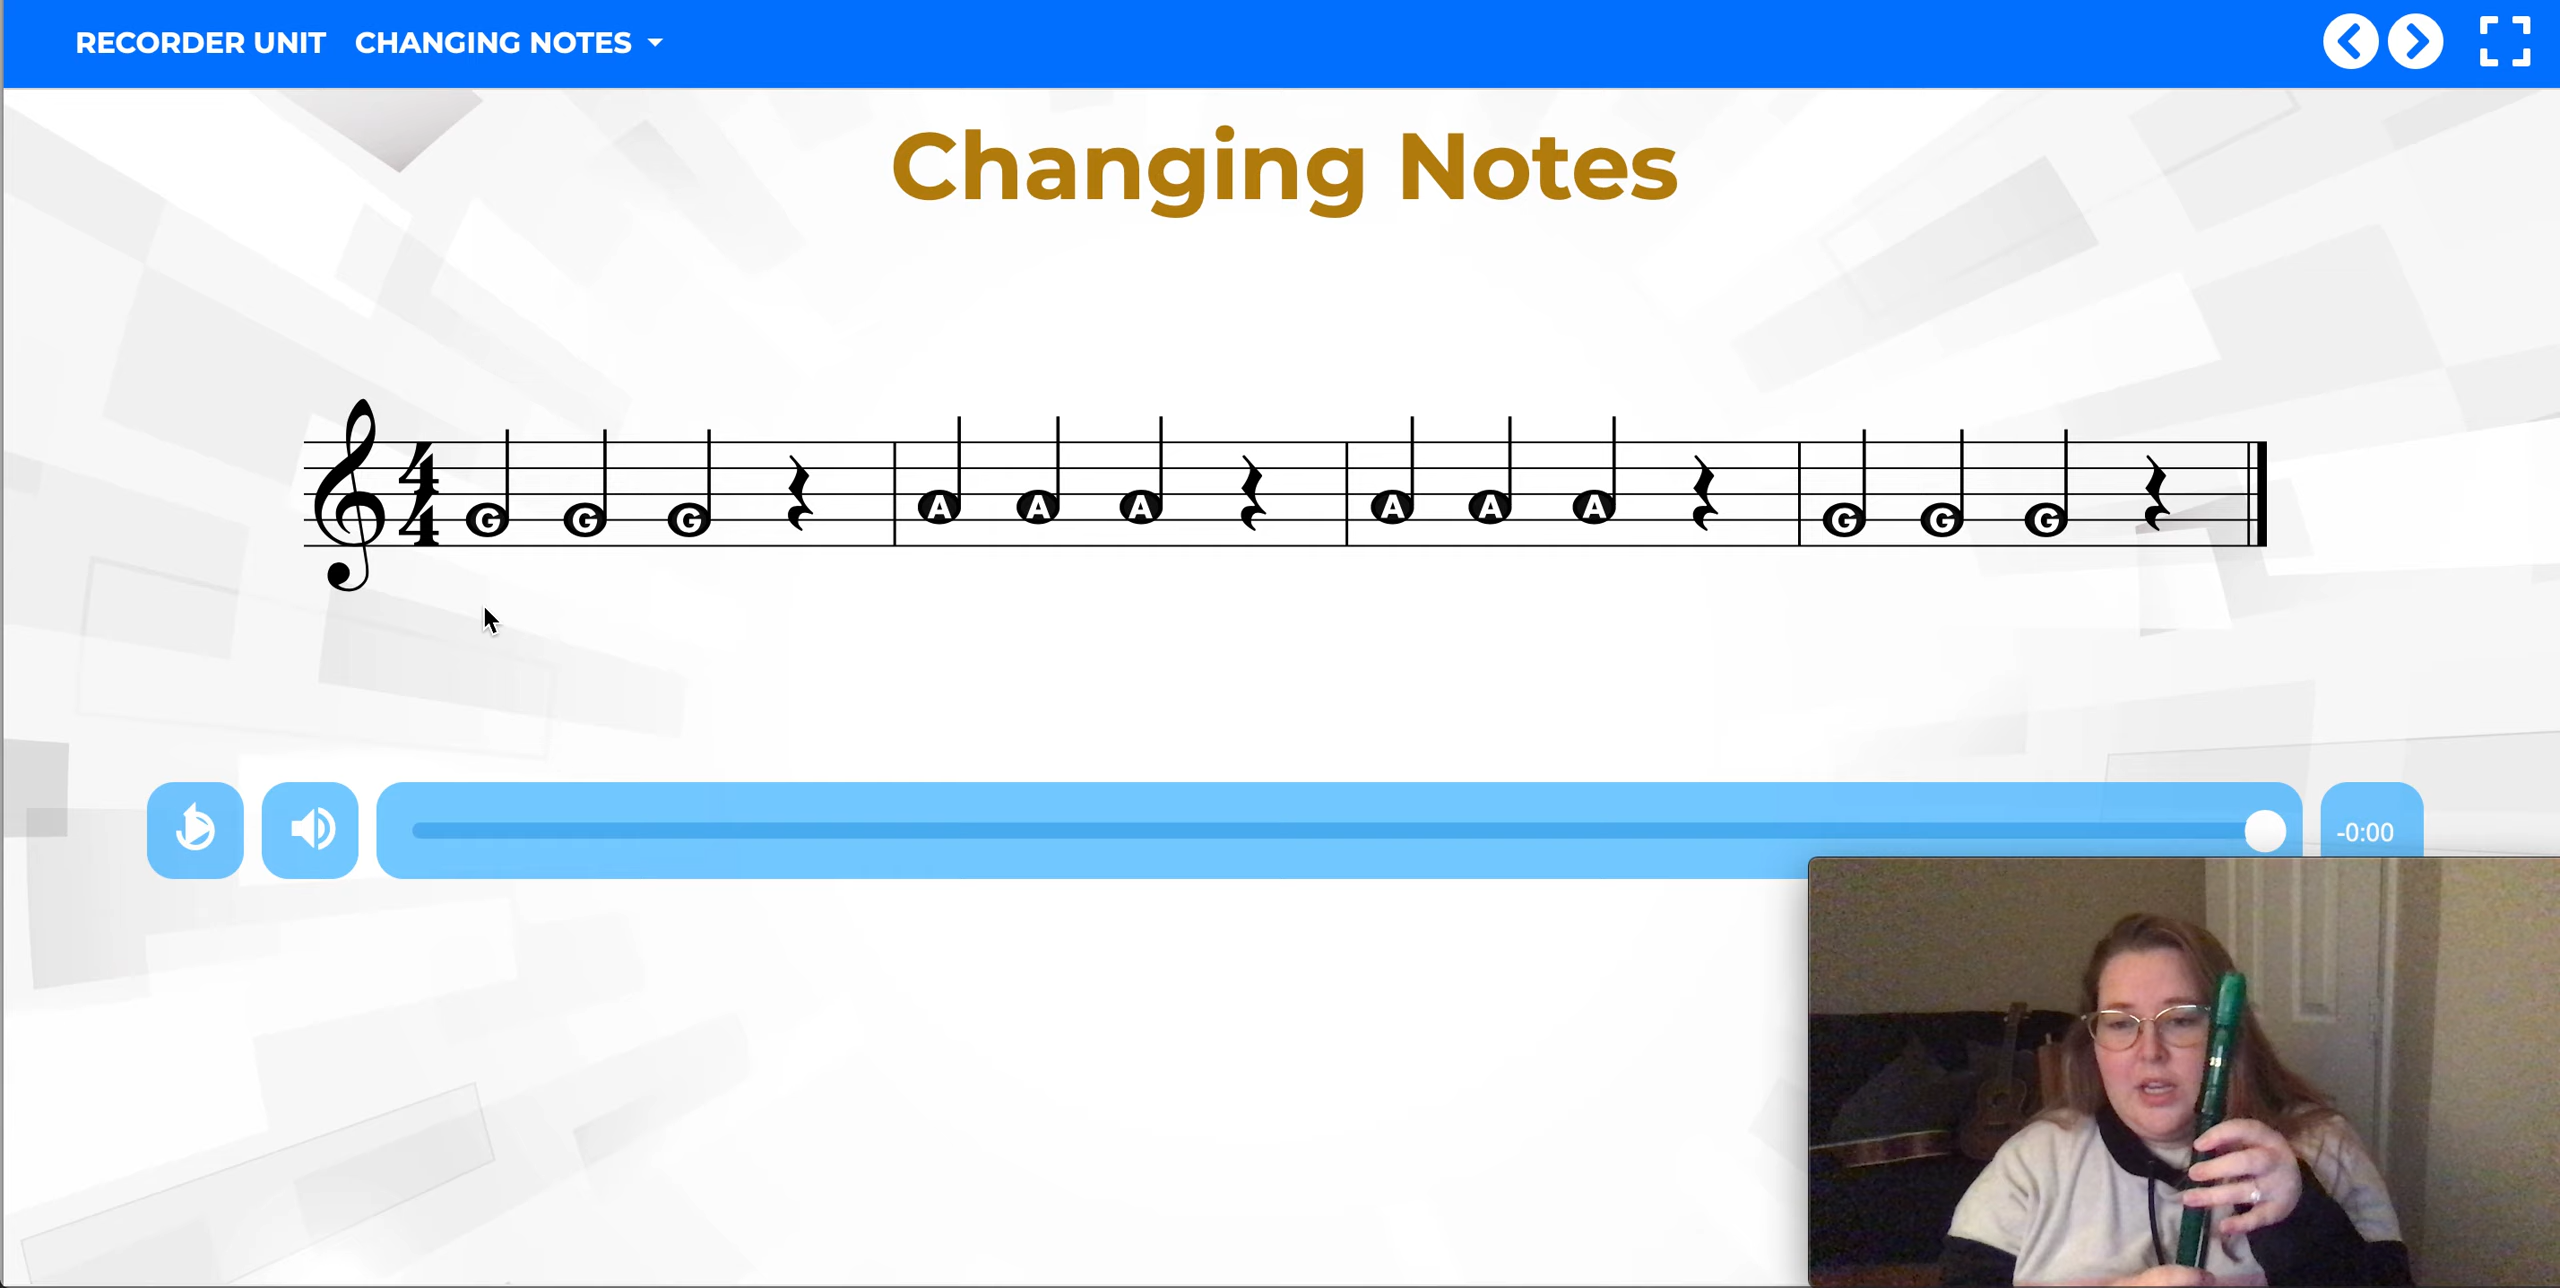 RECORDER UNIT CHANGING NOTES
Changing Notes
4
4
G G G A A A A A A G G G
-0:00